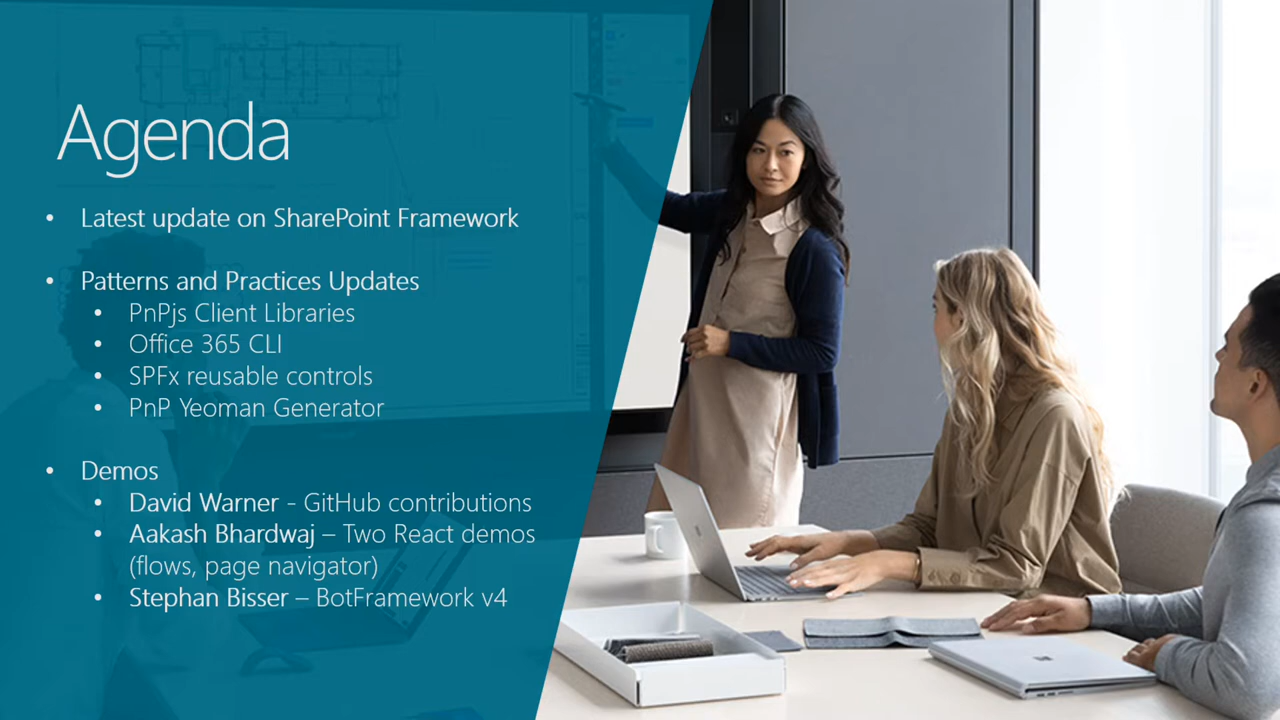 Agenda
• Latest update on SharePoint Framework
• Patterns and Practices Updates
• PnPjs Client Libraries
• Office 365 CLI
• SPFx reusable controls
• PnP Yeoman Generator
• Demos
• David Warner - GitHub contributions
• Aakash Bhardwaj – Two React demos
(flows, page navigator)
• Stephan Bisser – BotFramework v4